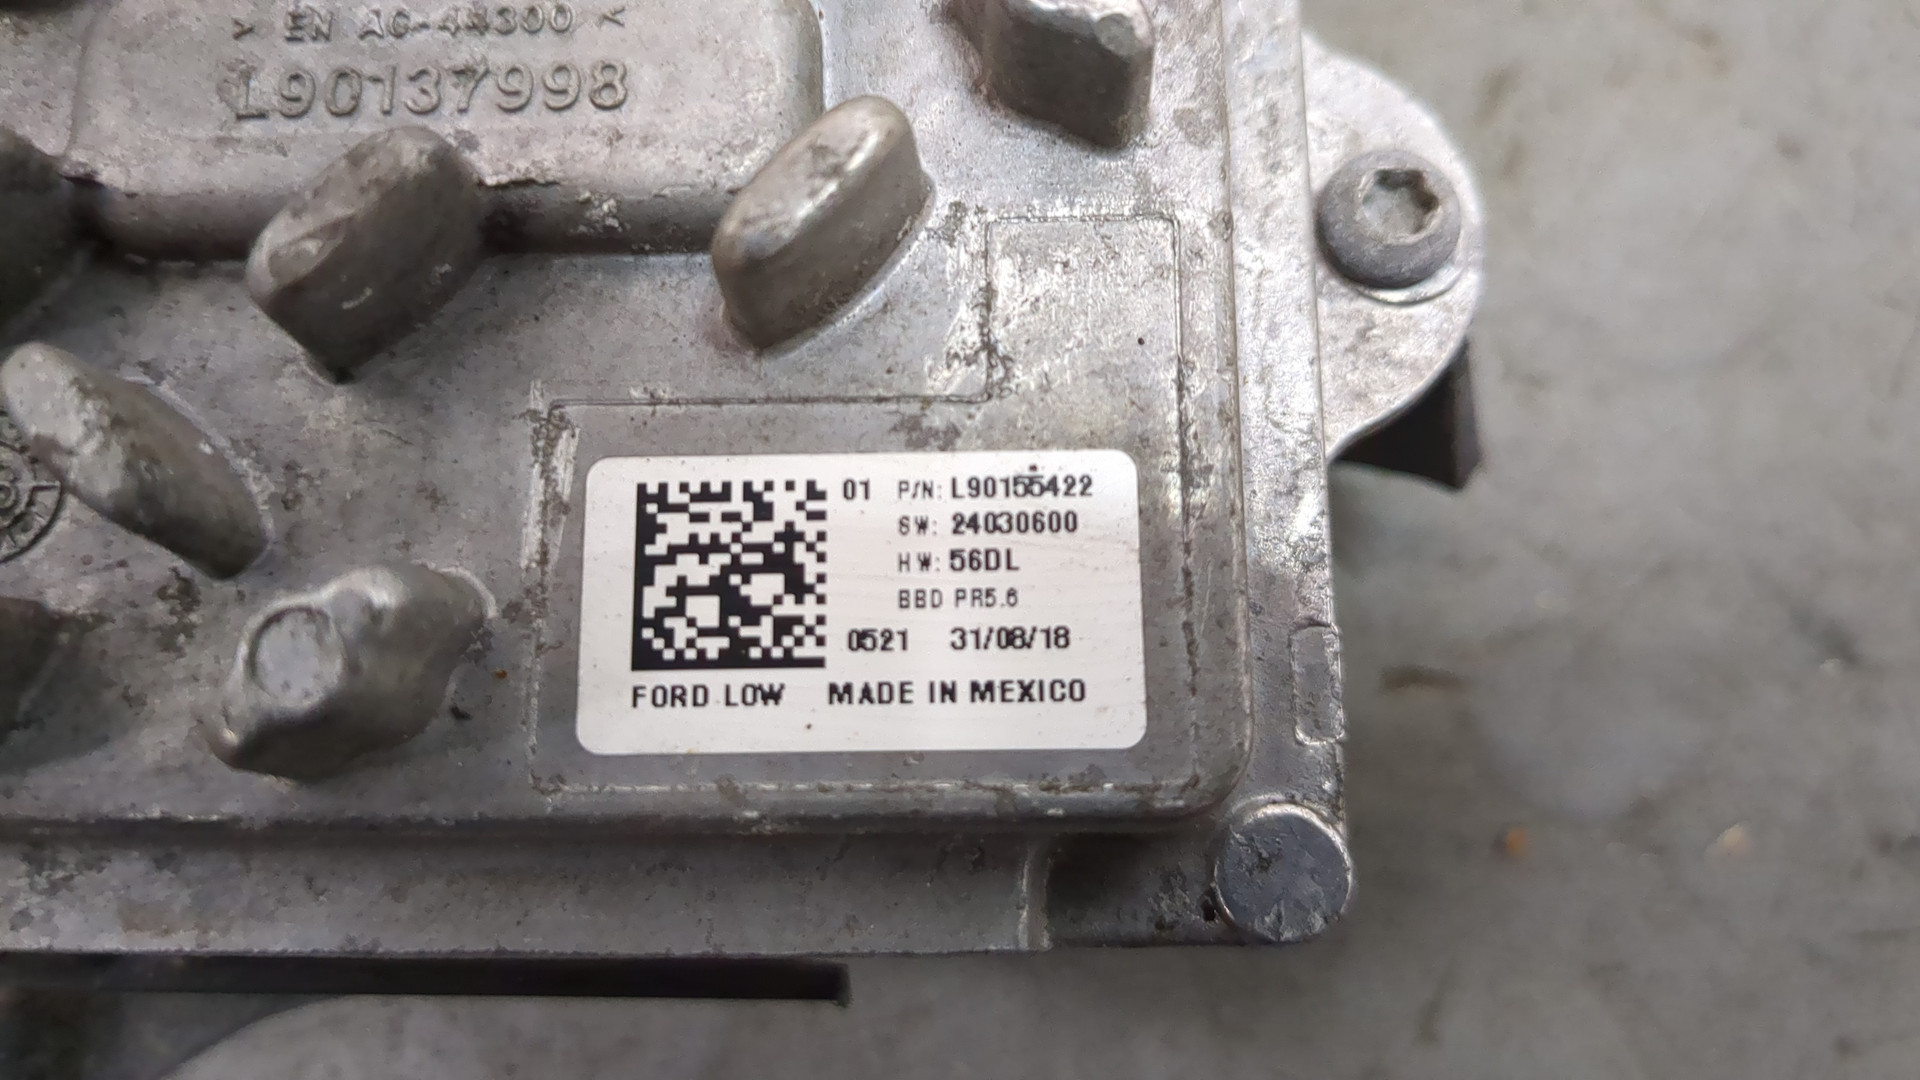 > EN AC-44300 <
L90137998
01 P/N: L90155422
SW: 24030600
HW: 56DL
BBD PR5.6
0521 31/08/18
FORD LOW MADE IN MEXICO